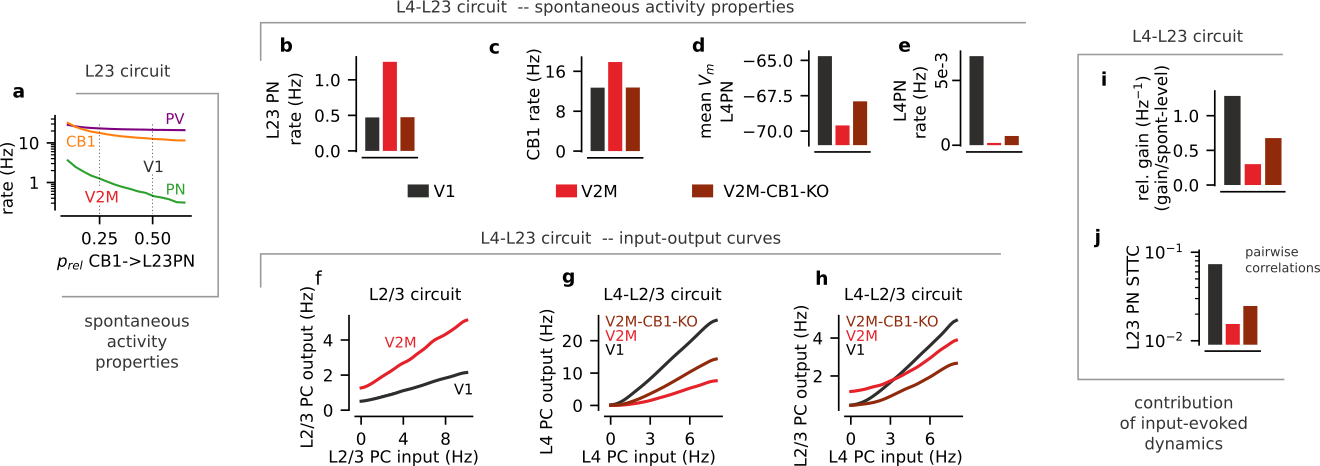 L4-L23 circuit -- spontaneous activity properties
L23 circuit
a
rate (Hz)
10
1
PV
CB1
V1
PN
V2M
0.25
0.50
p_rel CB1->L23PN
spontaneous
activity
properties
b
L23 PN
rate (Hz)
1.0
0.5
0.0
c
CB1 rate (Hz)
16
8
0
d
mean V_m
L4PN
−65.0
−67.5
−70.0
e
L4PN
rate (Hz)
5e-3
0
V1
V2M
V2M-CB1-KO
L4-L23 circuit -- input-output curves
f
L2/3 circuit
L2/3 PC output (Hz)
4
2
0
V2M
V1
0
4
8
L2/3 PC input (Hz)
g
L4-L2/3 circuit
L4 PC output (Hz)
20
10
0
V2M-CB1-KO
V2M
V1
0
3
6
L4 PC input (Hz)
h
L4-L2/3 circuit
L2/3 PC output (Hz)
4
2
V2M-CB1-KO
V2M
V1
0
3
6
L4 PC input (Hz)
L4-L23 circuit
i
rel. gain (Hz⁻¹)
(gain/spont-level)
1.0
0.5
0.0
j
L23 PN STTC
10⁻¹
10⁻²
pairwise
correlations
contribution
of input-evoked
dynamics